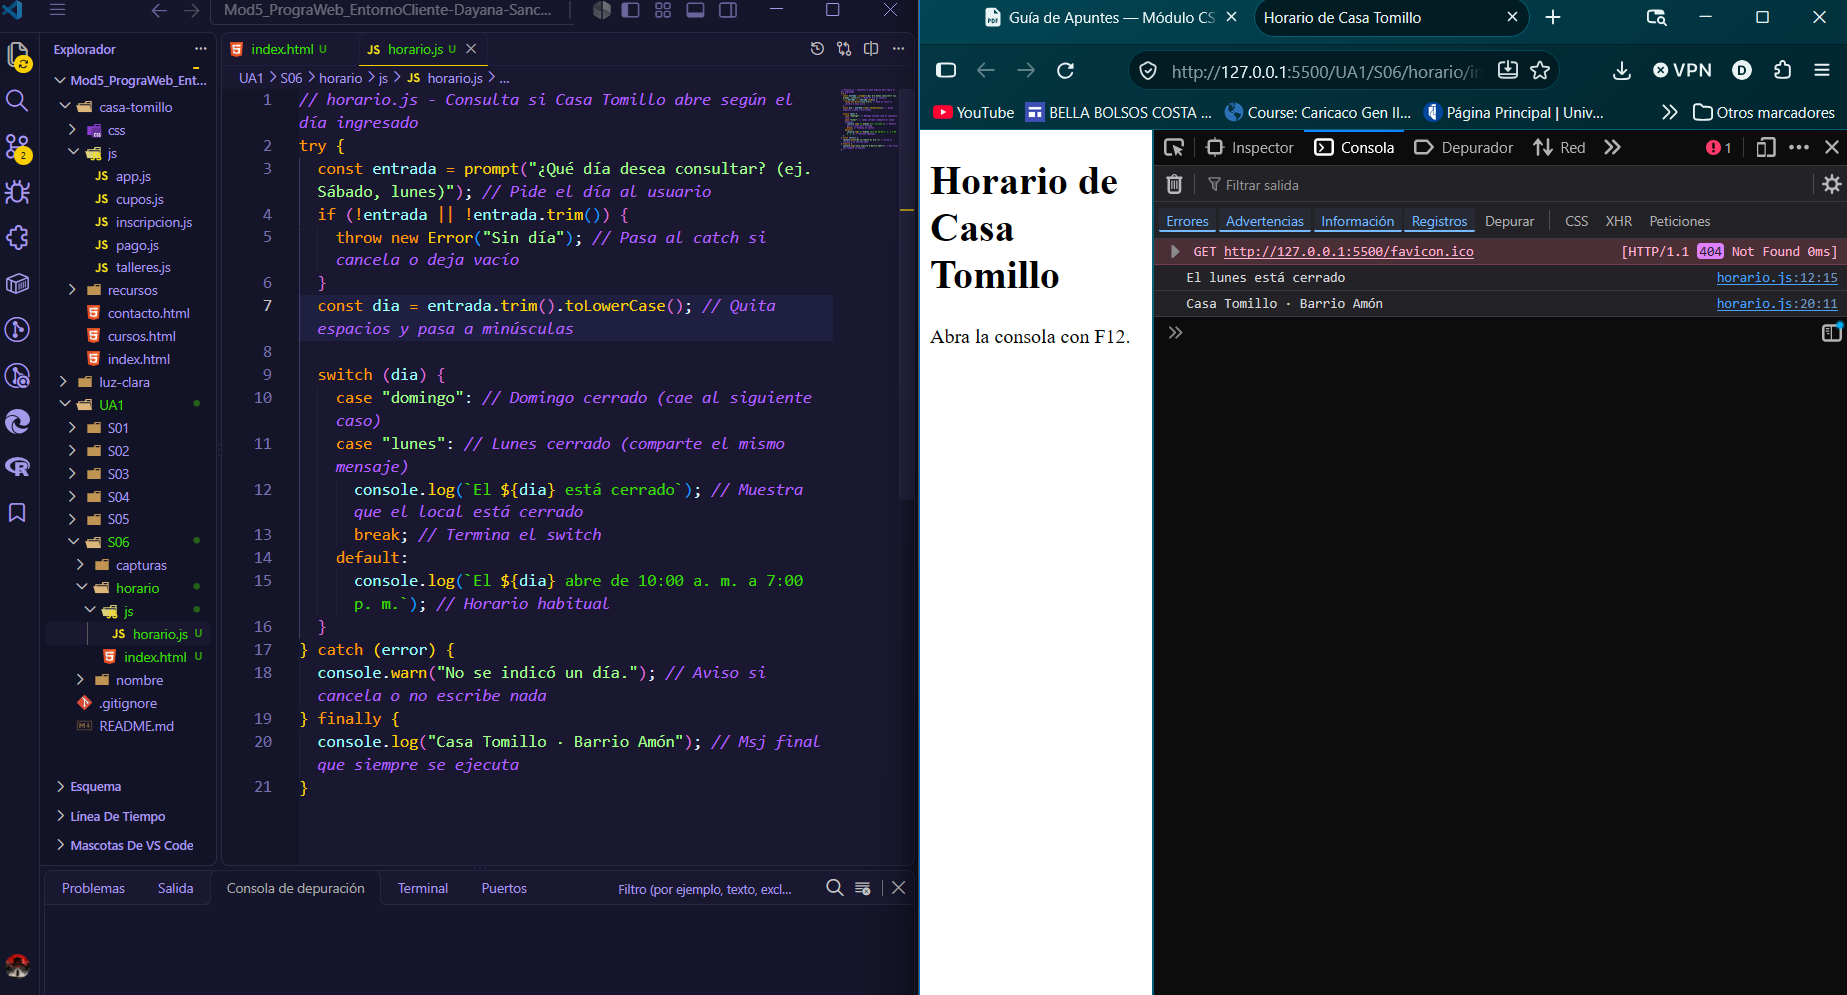 Mod5_PrograWeb_EntornoCliente-Dayana-Sanc...
Explorador
Mod5_PrograWeb_Ent...
casa-tomillo
css
js
app.js
cupos.js
inscripcion.js
pago.js
talleres.js
recursos
contacto.html
cursos.html
index.html
luz-clara
UA1
S01
S02
S03
S04
S05
S06
capturas
horario
js
horario.js U
index.html U
nombre
.gitignore
README.md
Esquema
Línea De Tiempo
Mascotas De VS Code
2
index.html U
JS horario.js U
UA1 > S06 > horario > js > JS horario.js > ...
1 // horario.js - Consulta si Casa Tomillo abre según el
día ingresado
2 try {
3 const entrada = prompt("¿Qué día desea consultar? (ej.
Sábado, lunes)"); // Pide el día al usuario
4 if (!entrada || !entrada.trim()) {
5 throw new Error("Sin día"); // Pasa al catch si
cancela o deja vacío
6 }
7 const dia = entrada.trim().toLowerCase(); // Quita
espacios y pasa a minúsculas
8
9 switch (dia) {
10 case "domingo": // Domingo cerrado (cae al siguiente
caso)
11 case "lunes": // Lunes cerrado (comparte el mismo
mensaje)
12 console.log(`El ${dia} está cerrado`); // Muestra
que el local está cerrado
13 break; // Termina el switch
14 default:
15 console.log(`El ${dia} abre de 10:00 a. m. a 7:00
p. m.`); // Horario habitual
16 }
17 } catch (error) {
18 console.warn("No se indicó un día."); // Aviso si
cancela o no escribe nada
19 } finally {
20 console.log("Casa Tomillo · Barrio Amón"); // Msj final
que siempre se ejecuta
21 }
Problemas Salida Consola de depuración Terminal Puertos Filtro (por ejemplo, texto, excl...
Guía de Apuntes — Módulo CS
Horario de Casa Tomillo
http://127.0.0.1:5500/UA1/S06/horario/in
VPN
D
YouTube BELLA BOLSOS COSTA ... Course: Caricaco Gen II... Página Principal | Univ... Otros marcadores
Horario de
Casa
Tomillo
Abra la consola con F12.
Inspector Consola Depurador Red 1
Filtrar salida
Errores Advertencias Información Registros Depurar CSS XHR Peticiones
GET http://127.0.0.1:5500/favicon.ico [HTTP/1.1 404 Not Found 0ms]
El lunes está cerrado horario.js:12:15
Casa Tomillo · Barrio Amón horario.js:20:11